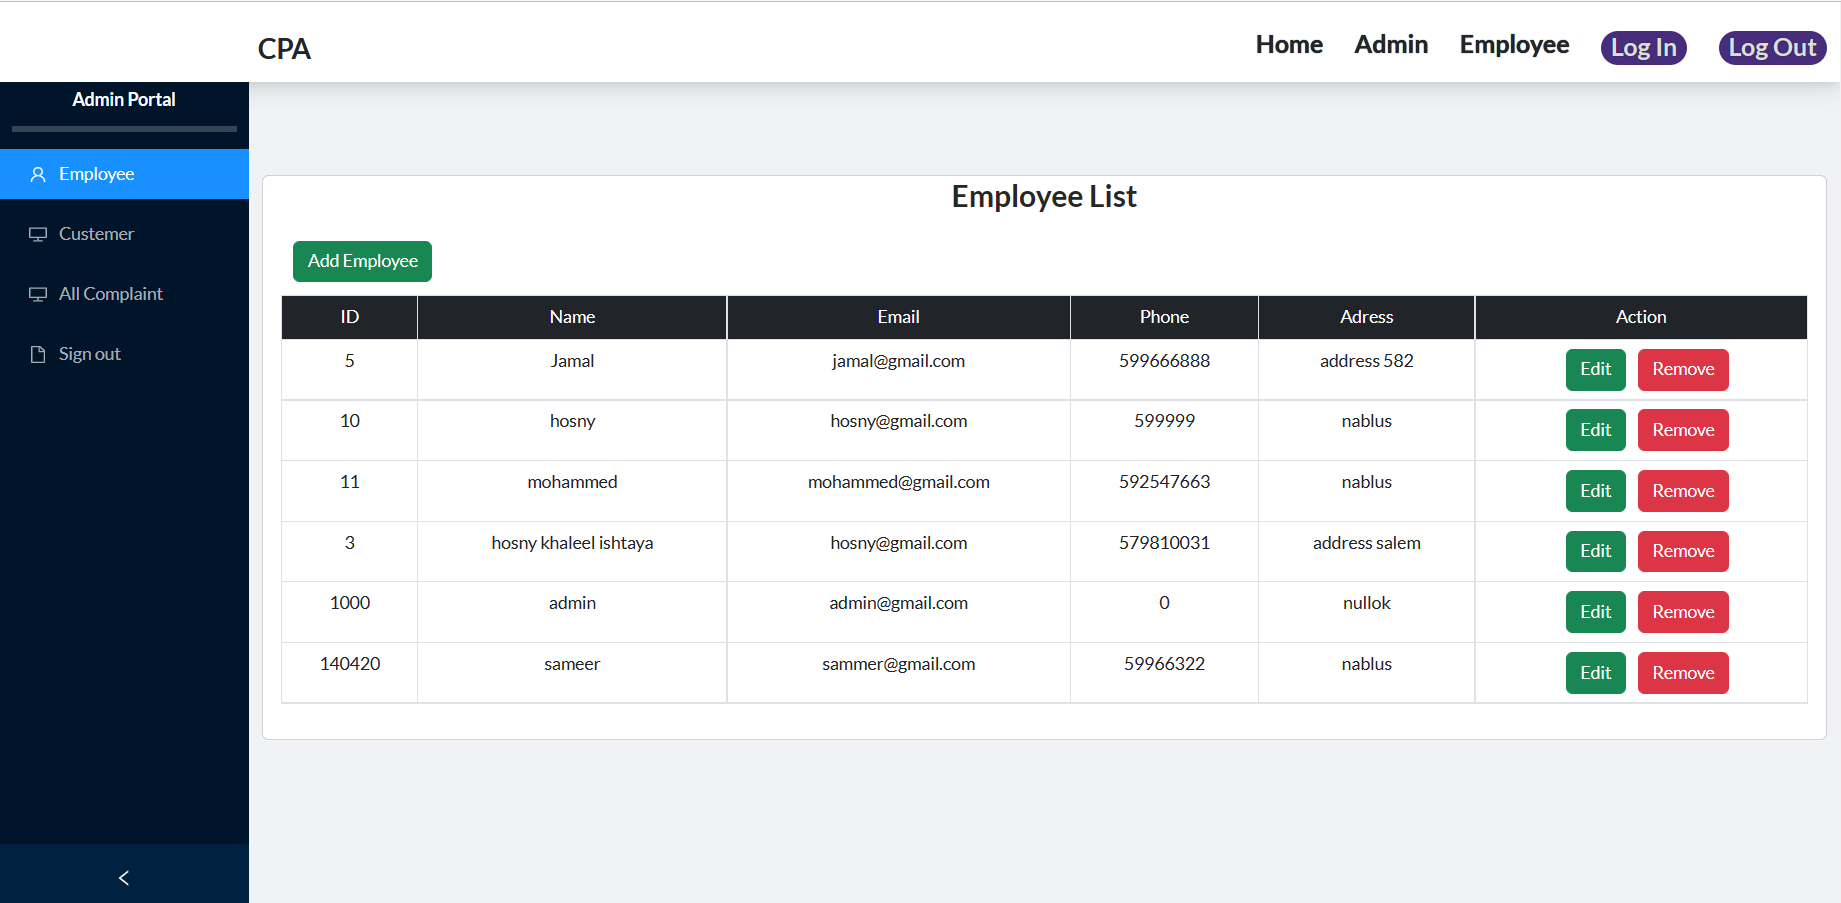 CPA Home Admin Employee Log In Log Out
Admin Portal
Employee
Custemer
All Complaint
Sign out
Employee List
Add Employee
ID Name Email Phone Adress Action
5 Jamal jamal@gmail.com 599666888 address 582 Edit Remove
10 hosny hosny@gmail.com 599999 nablus Edit Remove
11 mohammed mohammed@gmail.com 592547663 nablus Edit Remove
3 hosny khaleel ishtaya hosny@gmail.com 579810031 address salem Edit Remove
1000 admin admin@gmail.com 0 nullok Edit Remove
140420 sameer sammer@gmail.com 59966322 nablus Edit Remove